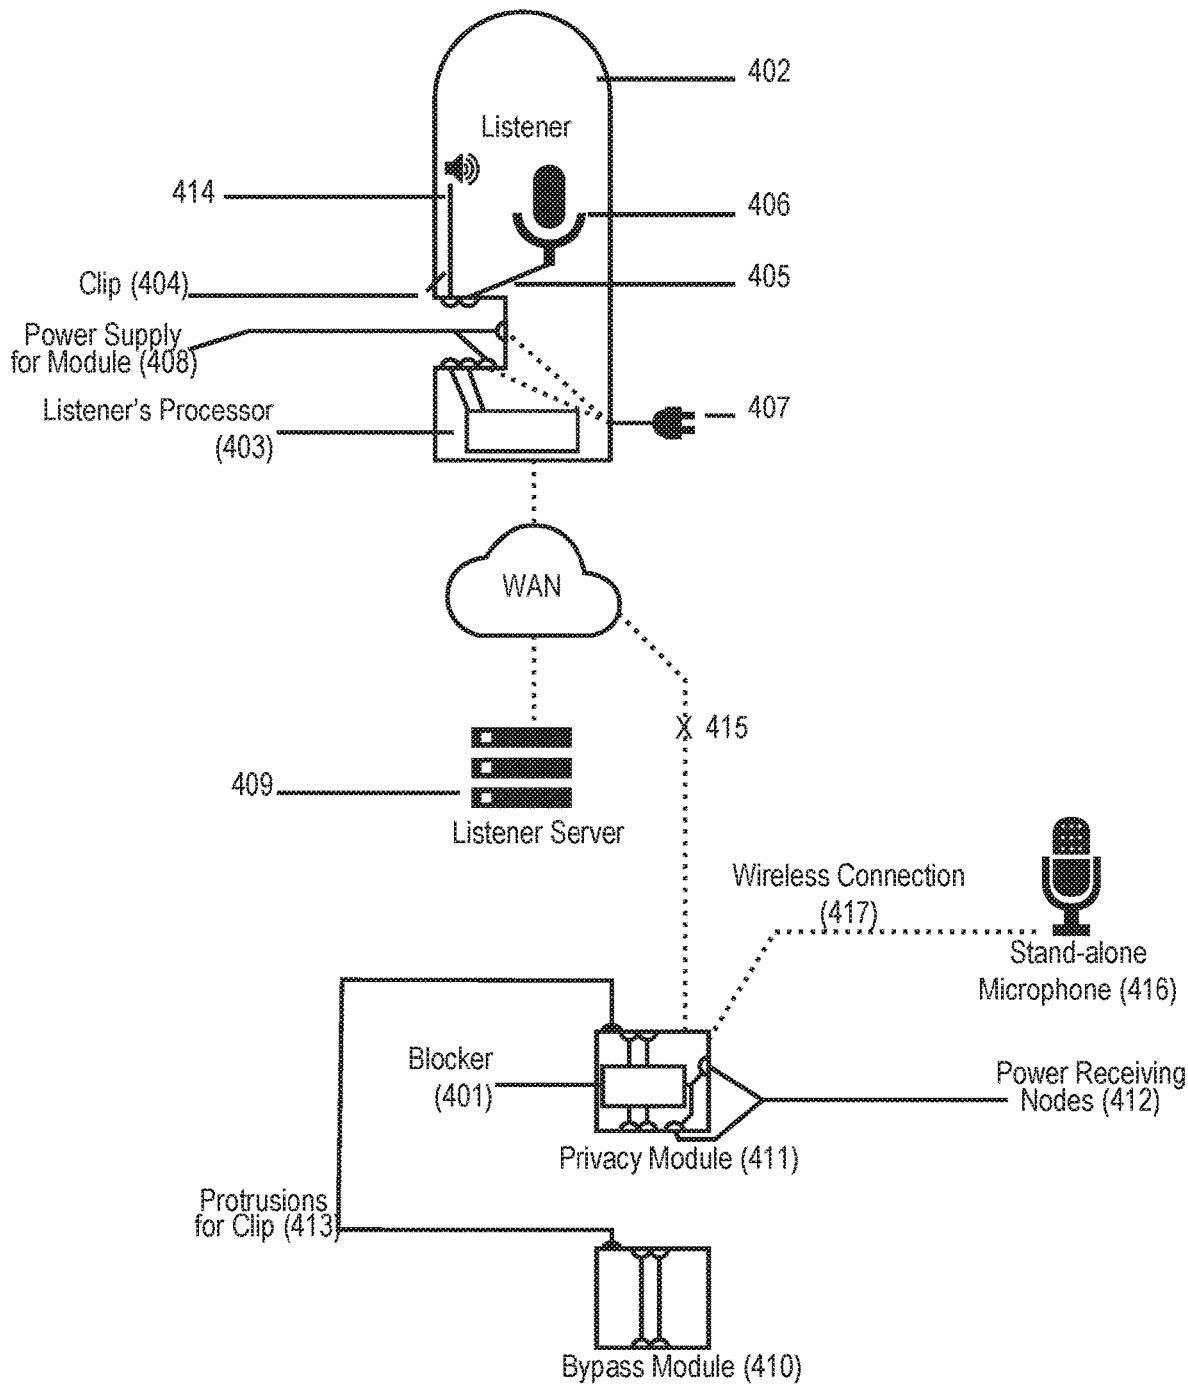 402
Listener
414
406
Clip (404)
405
Power Supply
for Module (408)
Listener's Processor
(403)
407
WAN
X 415
409
Listener Server
Wireless Connection
(417)
Stand-alone
Microphone (416)
Blocker
(401)
Power Receiving
Nodes (412)
Privacy Module (411)
Protrusions
for Clip (413)
Bypass Module (410)